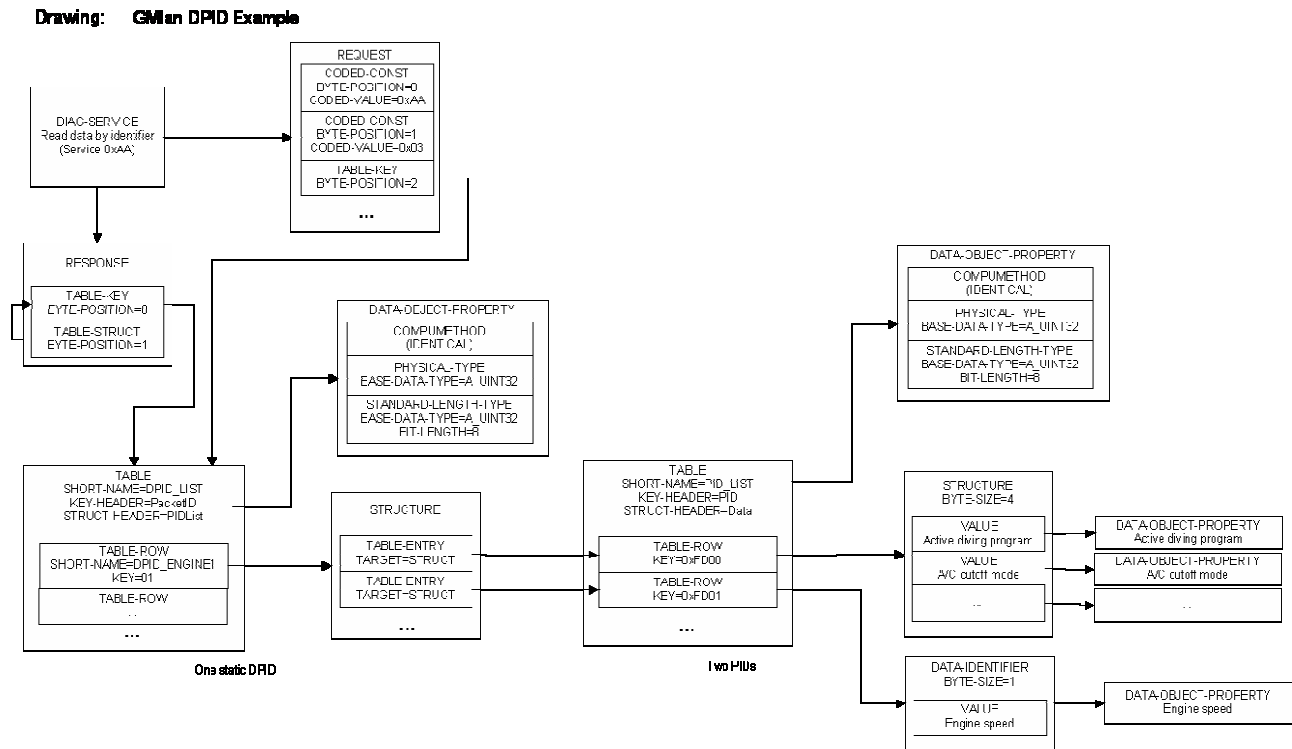 Drawing: GMlan DPID Example
REQUEST
CODED-CONST
BYTE-POSITION=0
CODED-VALUE=0xAA
CODED-CONST
BYTE-POSITION=1
CODED-VALUE=0x03
TABLE-KEY
BYTE-POSITION=2
...
DIAG-SERVICE
Read data by identifier
(Service 0xAA)
RESPONSE
TABLE-KEY
BYTE-POSITION=0
TABLE-STRUCT
BYTE-POSITION=1
DATA-OBJECT-PROPERTY
COMPUMETHOD
(IDENTICAL)
PHYSICAL-TYPE
BASE-DATA-TYPE=A_UINT32
STANDARD-LENGTH-TYPE
BASE-DATA-TYPE=A_UINT32
BIT-LENGTH=8
DATA-OBJECT-PROPERTY
COMPUMETHOD
(IDENTICAL)
PHYSICAL-TYPE
BASE-DATA-TYPE=A_UINT32
STANDARD-LENGTH-TYPE
BASE-DATA-TYPE=A_UINT32
BIT-LENGTH=8
TABLE
SHORT-NAME=DPID_LIST
KEY-HEADER=PacketID
STRUCT-HEADER=PIDList
TABLE-ROW
SHORT-NAME=DPID_ENGINE1
KEY=01
TABLE-ROW
...
...
One static DPID
STRUCTURE
TABLE-ENTRY
TARGET=STRUCT
TABLE-ENTRY
TARGET=STRUCT
...
TABLE
SHORT-NAME=PID_LIST
KEY-HEADER=PID
STRUCT-HEADER=Data
TABLE-ROW
KEY=0xFD00
TABLE-ROW
KEY=0xFD01
...
Two PIDs
STRUCTURE
BYTE-SIZE=4
VALUE
Active diving program
VALUE
A/C cutoff mode
...
DATA-OBJECT-PROPERTY
Active diving program
DATA-OBJECT-PROPERTY
A/C cutoff mode
...
DATA-IDENTIFIER
BYTE-SIZE=1
VALUE
Engine speed
DATA-OBJECT-PROPERTY
Engine speed